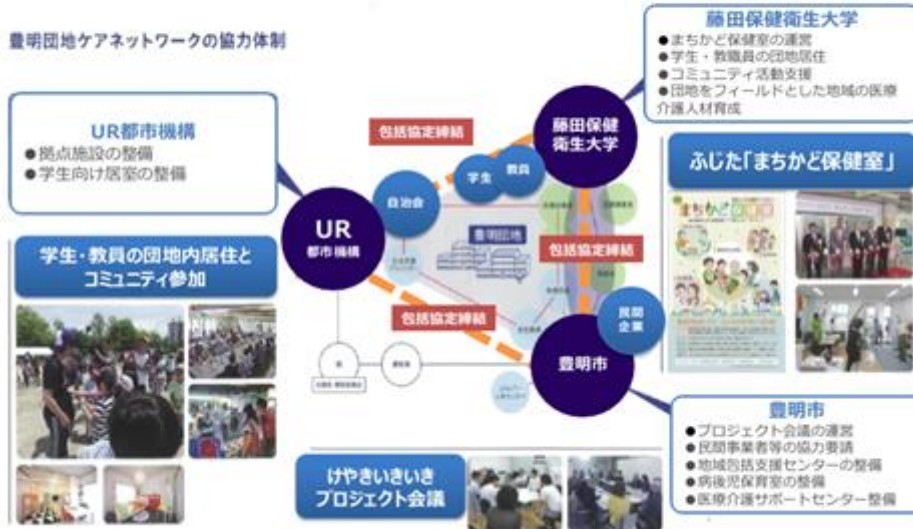 豊明団地ケアネットワークの協力体制
藤田保健衛生大学
●まちかど保健室の運営
●学生・教職員の団地居住
●コミュニティ活動支援
●団地をフィールドとした地域の医療
介護人材育成
UR都市機構
●拠点施設の整備
●学生向け居室の整備
包括協定締結
藤田保健
衛生大学
学生
教員
自治会
ふじた「まちかど保健室」
まちかど保健室
UR
都市機構
豊明団地
包括協定締結
学生・教員の団地内居住と
コミュニティ参加
包括協定締結
民間
企業
豊明市
豊明市
●プロジェクト会議の運営
●民間事業者等の協力要請
●地域包括支援センターの整備
●病後児保育室の整備
●医療介護サポートセンター整備
けやきいきいき
プロジェクト会議